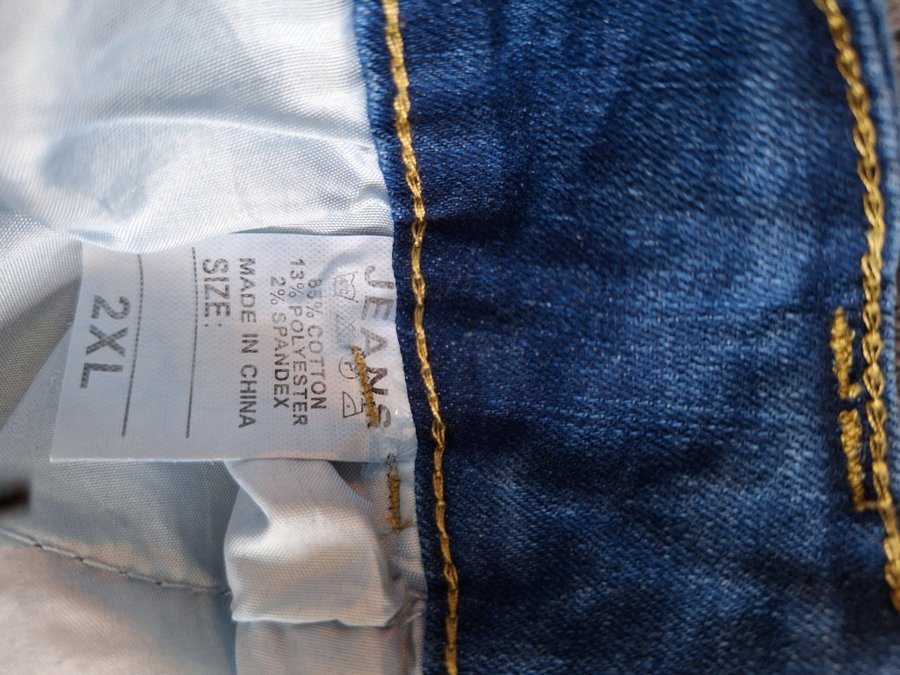 JEANS
85% COTTON
13% POLYESTER
2% SPANDEX
MADE IN CHINA
SIZE:
2XL